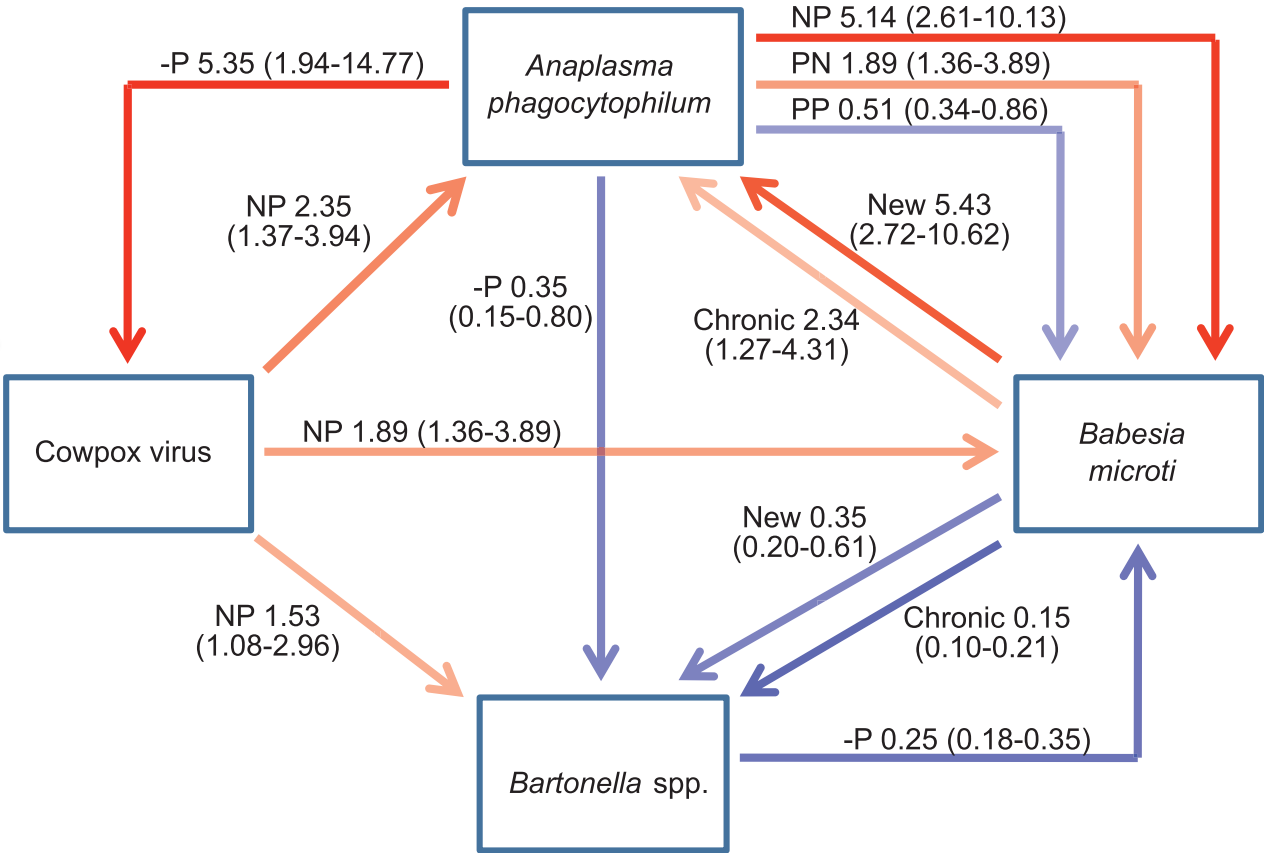 NP 5.14 (2.61-10.13)
-P 5.35 (1.94-14.77)
Anaplasma
phagocytophilum
PN 1.89 (1.36-3.89)
PP 0.51 (0.34-0.86)
NP 2.35
(1.37-3.94)
New 5.43
(2.72-10.62)
-P 0.35
(0.15-0.80)
Chronic 2.34
(1.27-4.31)
Cowpox virus
NP 1.89 (1.36-3.89)
Babesia
microti
New 0.35
(0.20-0.61)
NP 1.53
(1.08-2.96)
Chronic 0.15
(0.10-0.21)
-P 0.25 (0.18-0.35)
Bartonella spp.